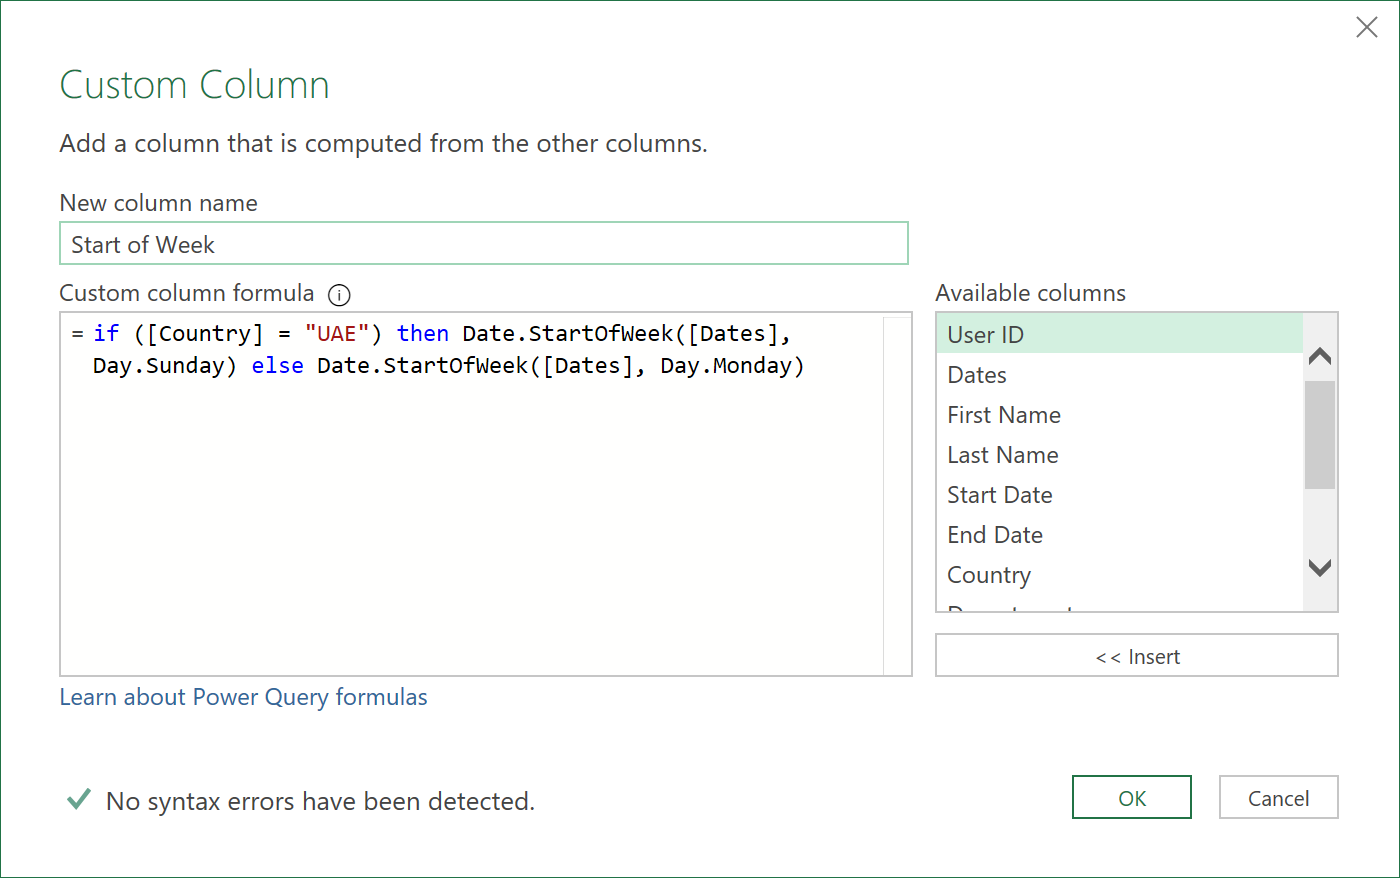 Custom Column
Add a column that is computed from the other columns.
New column name
Start of Week
Custom column formula
= if ([Country] = "UAE") then Date.StartOfWeek([Dates],
Day.Sunday) else Date.StartOfWeek([Dates], Day.Monday)
Available columns
User ID
Dates
First Name
Last Name
Start Date
End Date
Country
<< Insert
Learn about Power Query formulas
No syntax errors have been detected.
OK
Cancel